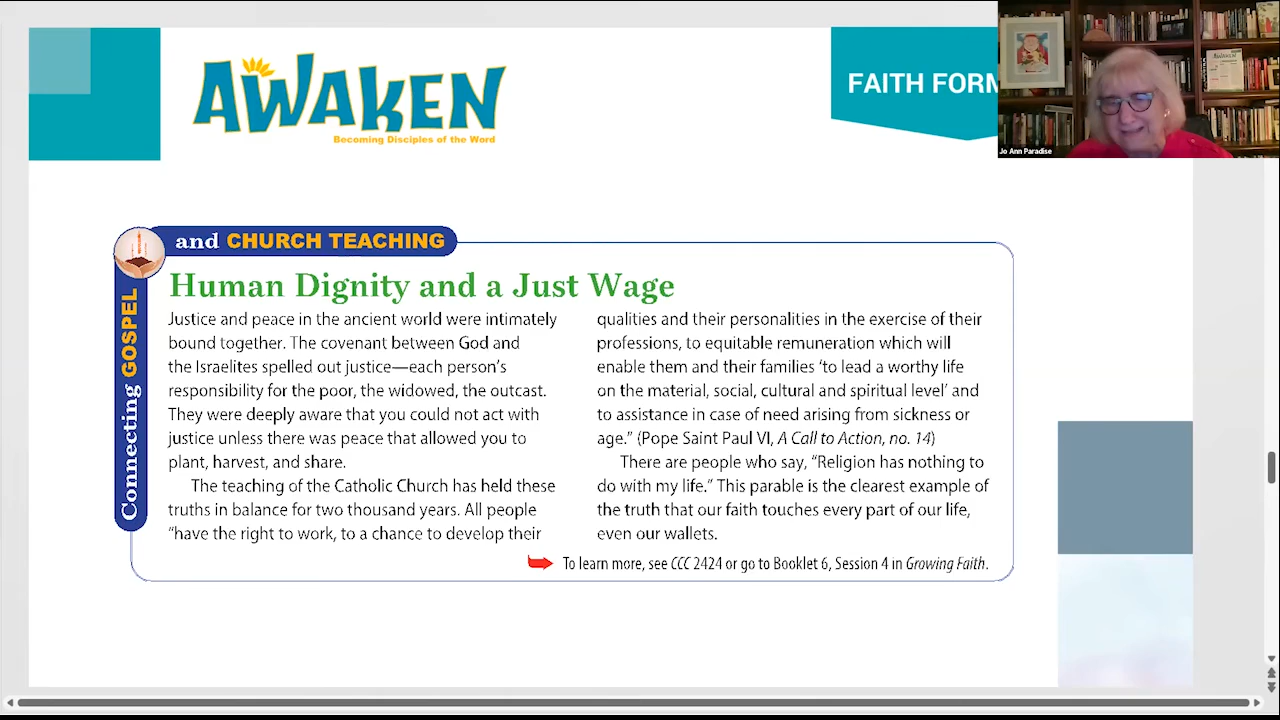 AWAKEN
Becoming Disciples of the Word
FAITH FORM
Jo Ann Paradise
Connecting GOSPEL
and CHURCH TEACHING
Human Dignity and a Just Wage
Justice and peace in the ancient world were intimately
bound together. The covenant between God and
the Israelites spelled out justice—each person's
responsibility for the poor, the widowed, the outcast.
They were deeply aware that you could not act with
justice unless there was peace that allowed you to
plant, harvest, and share.
The teaching of the Catholic Church has held these
truths in balance for two thousand years. All people
“have the right to work, to a chance to develop their
qualities and their personalities in the exercise of their
professions, to equitable remuneration which will
enable them and their families ‘to lead a worthy life
on the material, social, cultural and spiritual level’ and
to assistance in case of need arising from sickness or
age.” (Pope Saint Paul VI, A Call to Action, no. 14)
There are people who say, “Religion has nothing to
do with my life.” This parable is the clearest example of
the truth that our faith touches every part of our life,
even our wallets.
To learn more, see CCC 2424 or go to Booklet 6, Session 4 in Growing Faith.